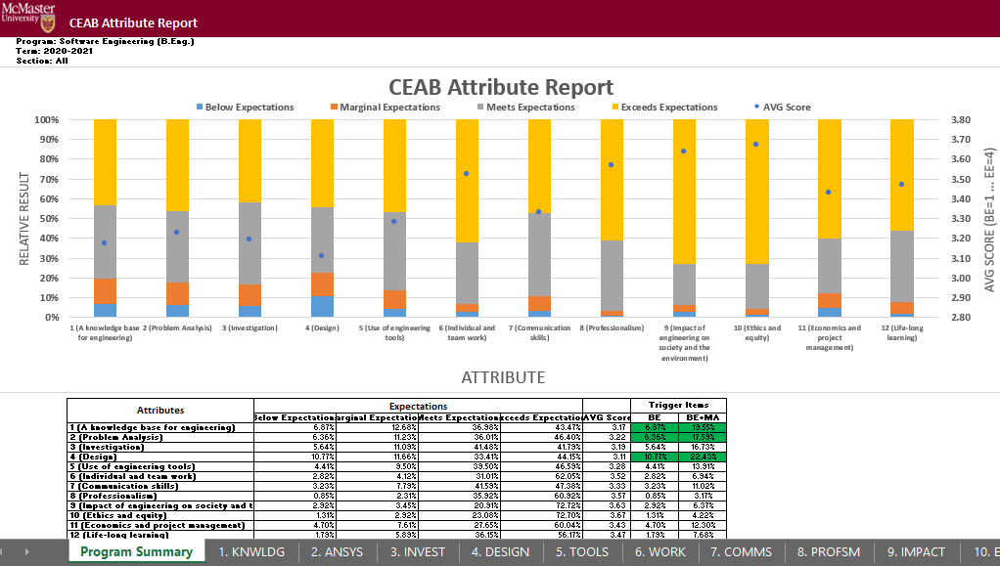 McMaster
University
CEAB Attribute Report
Program: Software Engineering (B.Eng.)
Term: 2020-2021
Section: All
CEAB Attribute Report
Below Expectations Marginal Expectations Meets Expectations Exceeds Expectations AVG Score
100% 3.80
90% 3.70
80% 3.60
70% 3.50
60% 3.40
50% 3.30
40% 3.20
30% 3.10
20% 3.00
10% 2.90
0% 2.80
RELATIVE RESULT
AVG SCORE (BE=1 ... EE=4)
1 (A knowledge base for engineering)
2 (Problem Analysis)
3 (Investigation)
4 (Design)
5 (Use of engineering tools)
6 (Individual and team work)
7 (Communication skills)
8 (Professionalism)
9 (Impact of engineering on society and the environment)
10 (Ethics and equity)
11 (Economics and project management)
12 (Life-long learning)
ATTRIBUTE
Attributes Expectations Trigger Items
Below Expectation arginal Expectation Meets Expectation xceeds Expectation AVG Score BE BE+MA
1 (A knowledge base for engineering) 6.87% 12.68% 36.98% 43.47% 3.17 6.87% 19.55%
2 (Problem Analysis) 6.36% 11.23% 36.01% 46.40% 3.22 6.36% 17.59%
3 (Investigation) 5.64% 11.09% 41.48% 41.79% 3.19 5.64% 16.73%
4 (Design) 10.77% 11.66% 33.41% 44.15% 3.11 10.77% 22.43%
5 (Use of engineering tools) 4.41% 9.50% 39.50% 46.59% 3.28 4.41% 13.91%
6 (Individual and team work) 2.82% 4.12% 31.01% 62.05% 3.52 2.82% 6.94%
7 (Communication skills) 3.23% 7.79% 41.59% 47.38% 3.33 3.23% 11.02%
8 (Professionalism) 0.85% 2.31% 35.92% 60.92% 3.57 0.85% 3.17%
9 (Impact of engineering on society and t 2.92% 3.45% 20.91% 72.72% 3.63 2.92% 6.37%
10 (Ethics and equity) 1.31% 2.92% 23.08% 72.70% 3.67 1.31% 4.22%
11 (Economics and project management) 4.70% 7.61% 27.65% 60.04% 3.43 4.70% 12.30%
12 (Life-long learning) 1.79% 5.89% 36.15% 56.17% 3.47 1.79% 7.68%
Program Summary 1. KNWLDG 2. ANSYS 3. INVEST 4. DESIGN 5. TOOLS 6. WORK 7. COMMS 8. PROFSM 9. IMPACT 10. E